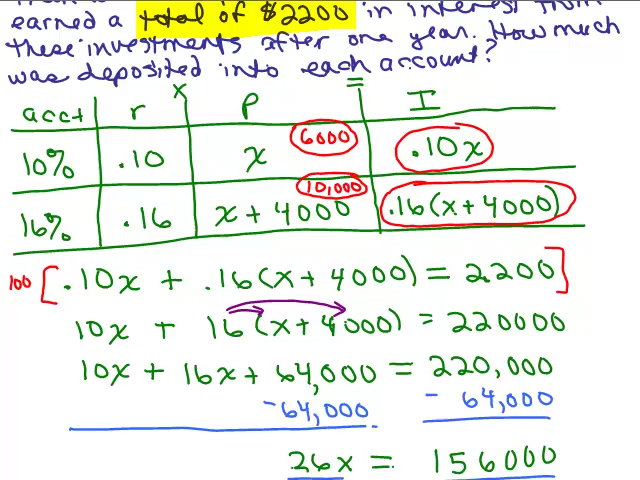 earned a total of $2200 in interest from
these investments after one year. How much
was deposited into each account?
acct r x P = I
10% .10 x 6000 .10x
16% .16 x + 4000 10,000 .16(x + 4000)
100 [.10x + .16(x + 4000) = 2200]
10x + 16(x + 4000) = 220000
10x + 16x + 64,000 = 220,000
-64,000 - 64,000
26x = 156000